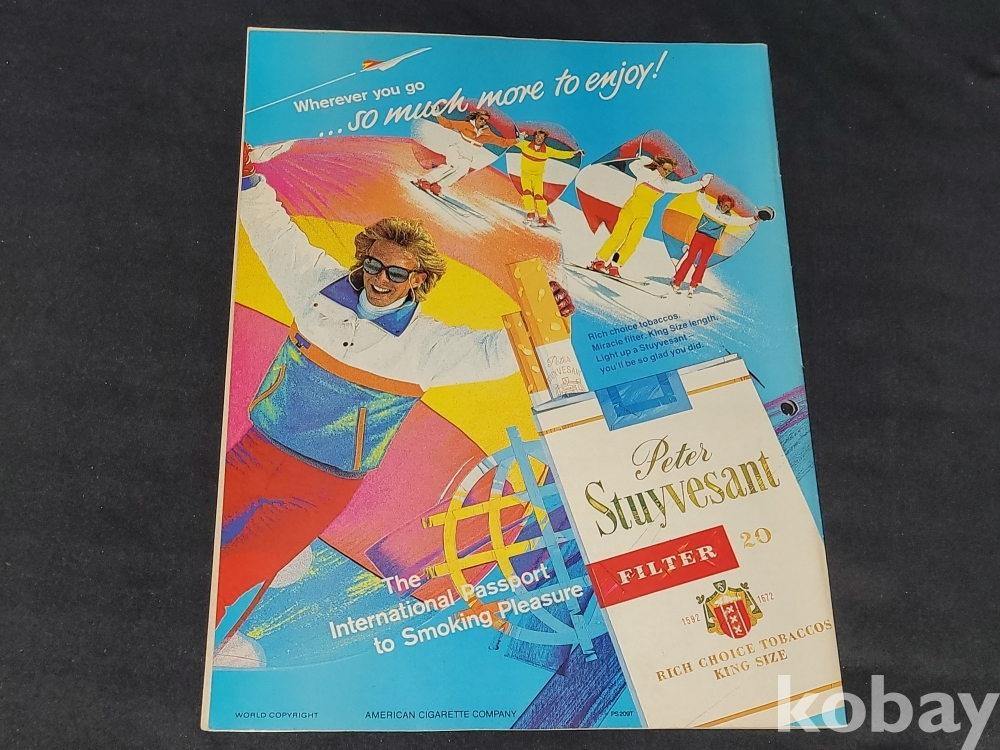 Wherever you go
...so much more to enjoy!
Rich choice tobaccos.
Miracle filter. King Size length.
Light up a Stuyvesant –
you'll be so glad you did.
Peter
Peter
Stuyvesant
FILTER 20
1592 1672
RICH CHOICE TOBACCOS
KING SIZE
The
International Passport
to Smoking Pleasure
WORLD COPYRIGHT AMERICAN CIGARETTE COMPANY PS209T
kobay